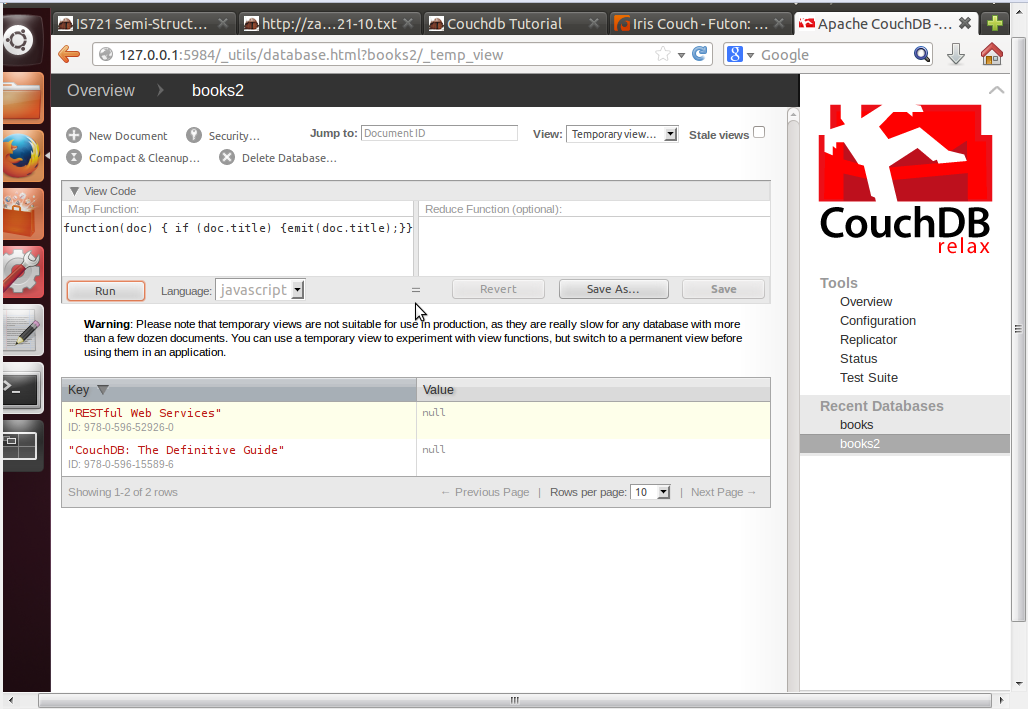 IS721 Semi-Struct...
http://za...21-10.txt
Couchdb Tutorial
Iris Couch - Futon: ...
Apache CouchDB -...
127.0.0.1:5984/_utils/database.html?books2/_temp_view
Google
Overview
books2
New Document
Security...
Jump to:
Document ID
View:
Temporary view...
Stale views
Compact & Cleanup...
Delete Database...
View Code
Map Function:
Reduce Function (optional):
function(doc) { if (doc.title) {emit(doc.title);}}
Run
Language:
javascript
Revert
Save As...
Save
Warning: Please note that temporary views are not suitable for use in production, as they are really slow for any database with more
than a few dozen documents. You can use a temporary view to experiment with view functions, but switch to a permanent view before
using them in an application.
Key
Value
"RESTful Web Services"
null
ID: 978-0-596-52926-0
"CouchDB: The Definitive Guide"
null
ID: 978-0-596-15589-6
Showing 1-2 of 2 rows
← Previous Page | Rows per page: 10 | Next Page →
CouchDB
relax
Tools
Overview
Configuration
Replicator
Status
Test Suite
Recent Databases
books
books2